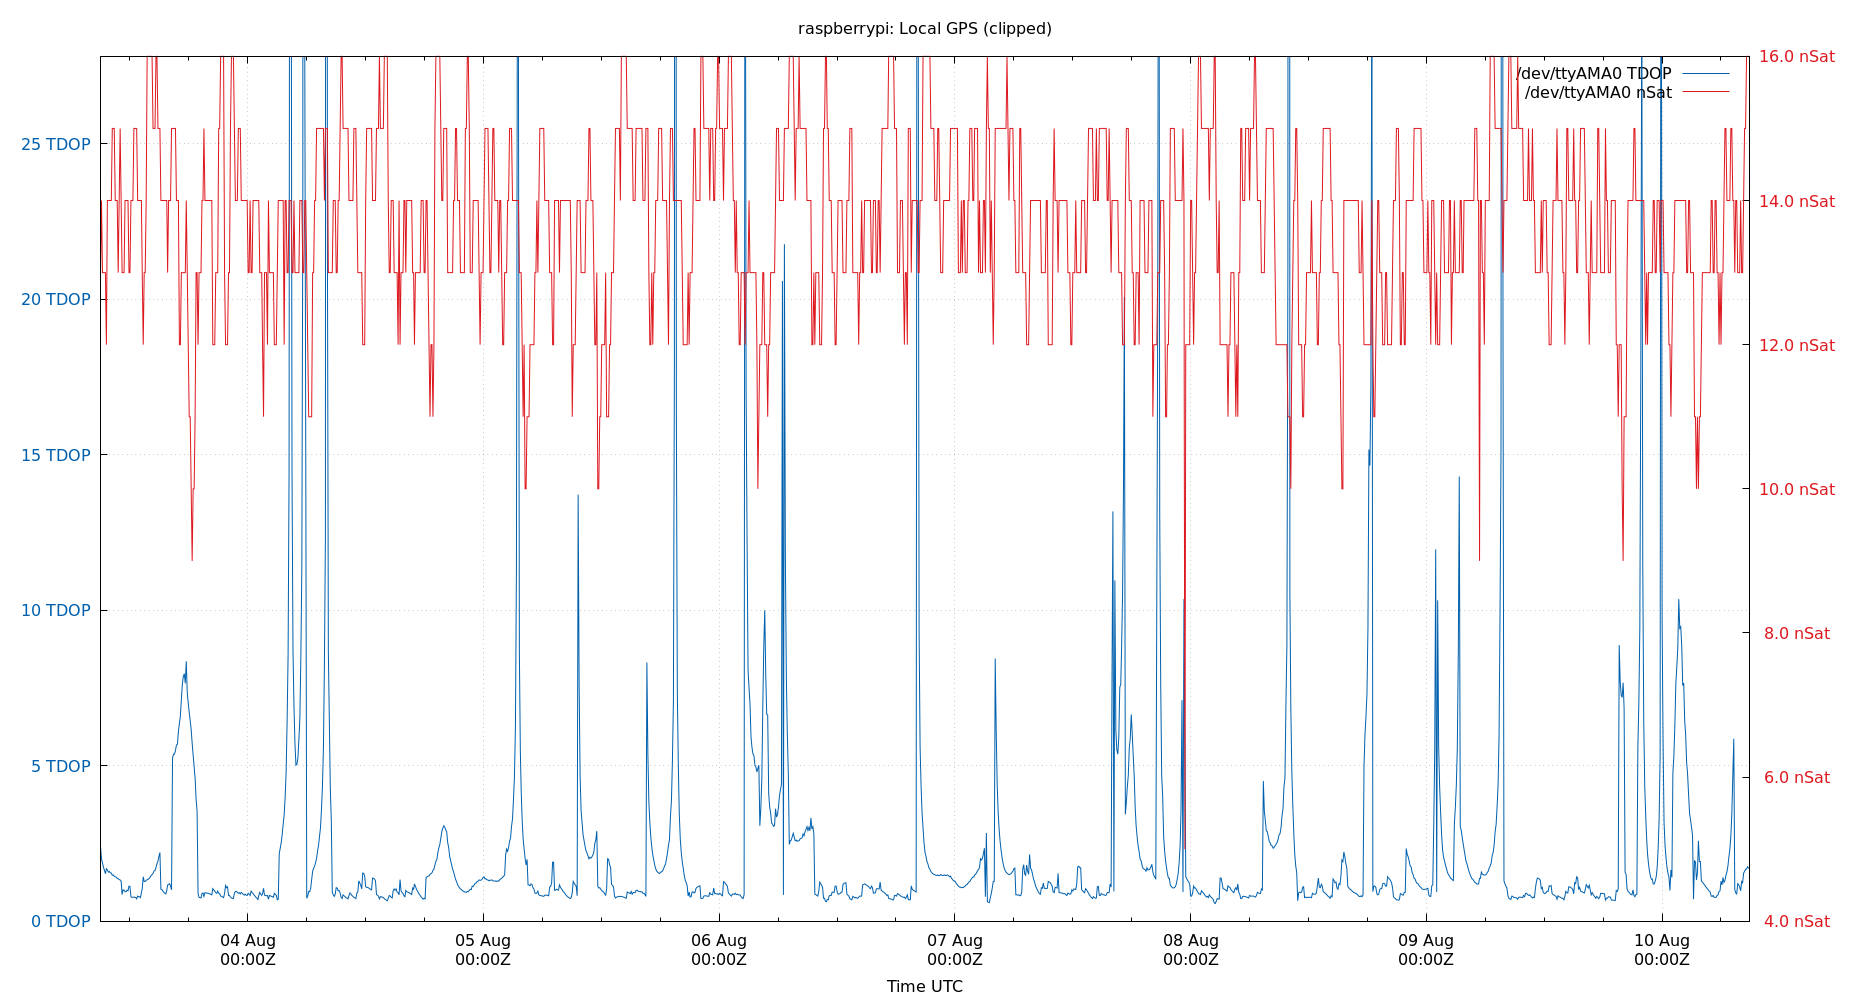 raspberrypi: Local GPS (clipped)
16.0 nSat
/dev/ttyAMA0 TDOP
/dev/ttyAMA0 nSat
25 TDOP
14.0 nSat
20 TDOP
12.0 nSat
15 TDOP
10.0 nSat
10 TDOP
8.0 nSat
5 TDOP
6.0 nSat
0 TDOP
4.0 nSat
04 Aug 05 Aug 06 Aug 07 Aug 08 Aug 09 Aug 10 Aug
00:00Z 00:00Z 00:00Z 00:00Z 00:00Z 00:00Z 00:00Z
Time UTC